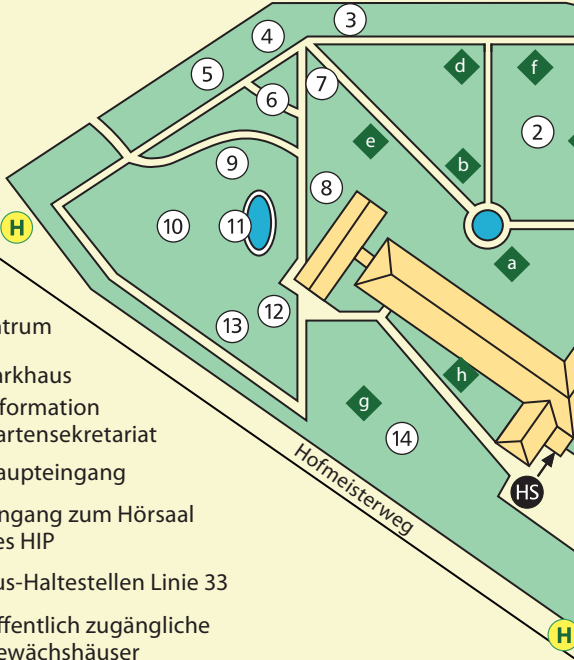 3
4
5
7
6
d
f
2
e
b
9
8
10
11
H
a
12
13
h
g
14
Hofmeisterweg
HS
H
formation
ngang zum Hörsaal
es HIP
us-Haltestellen Linie 33
ffentlich zugängliche
ewächshäuser
ntrum
arkhaus
artensekretariat
aupteingang